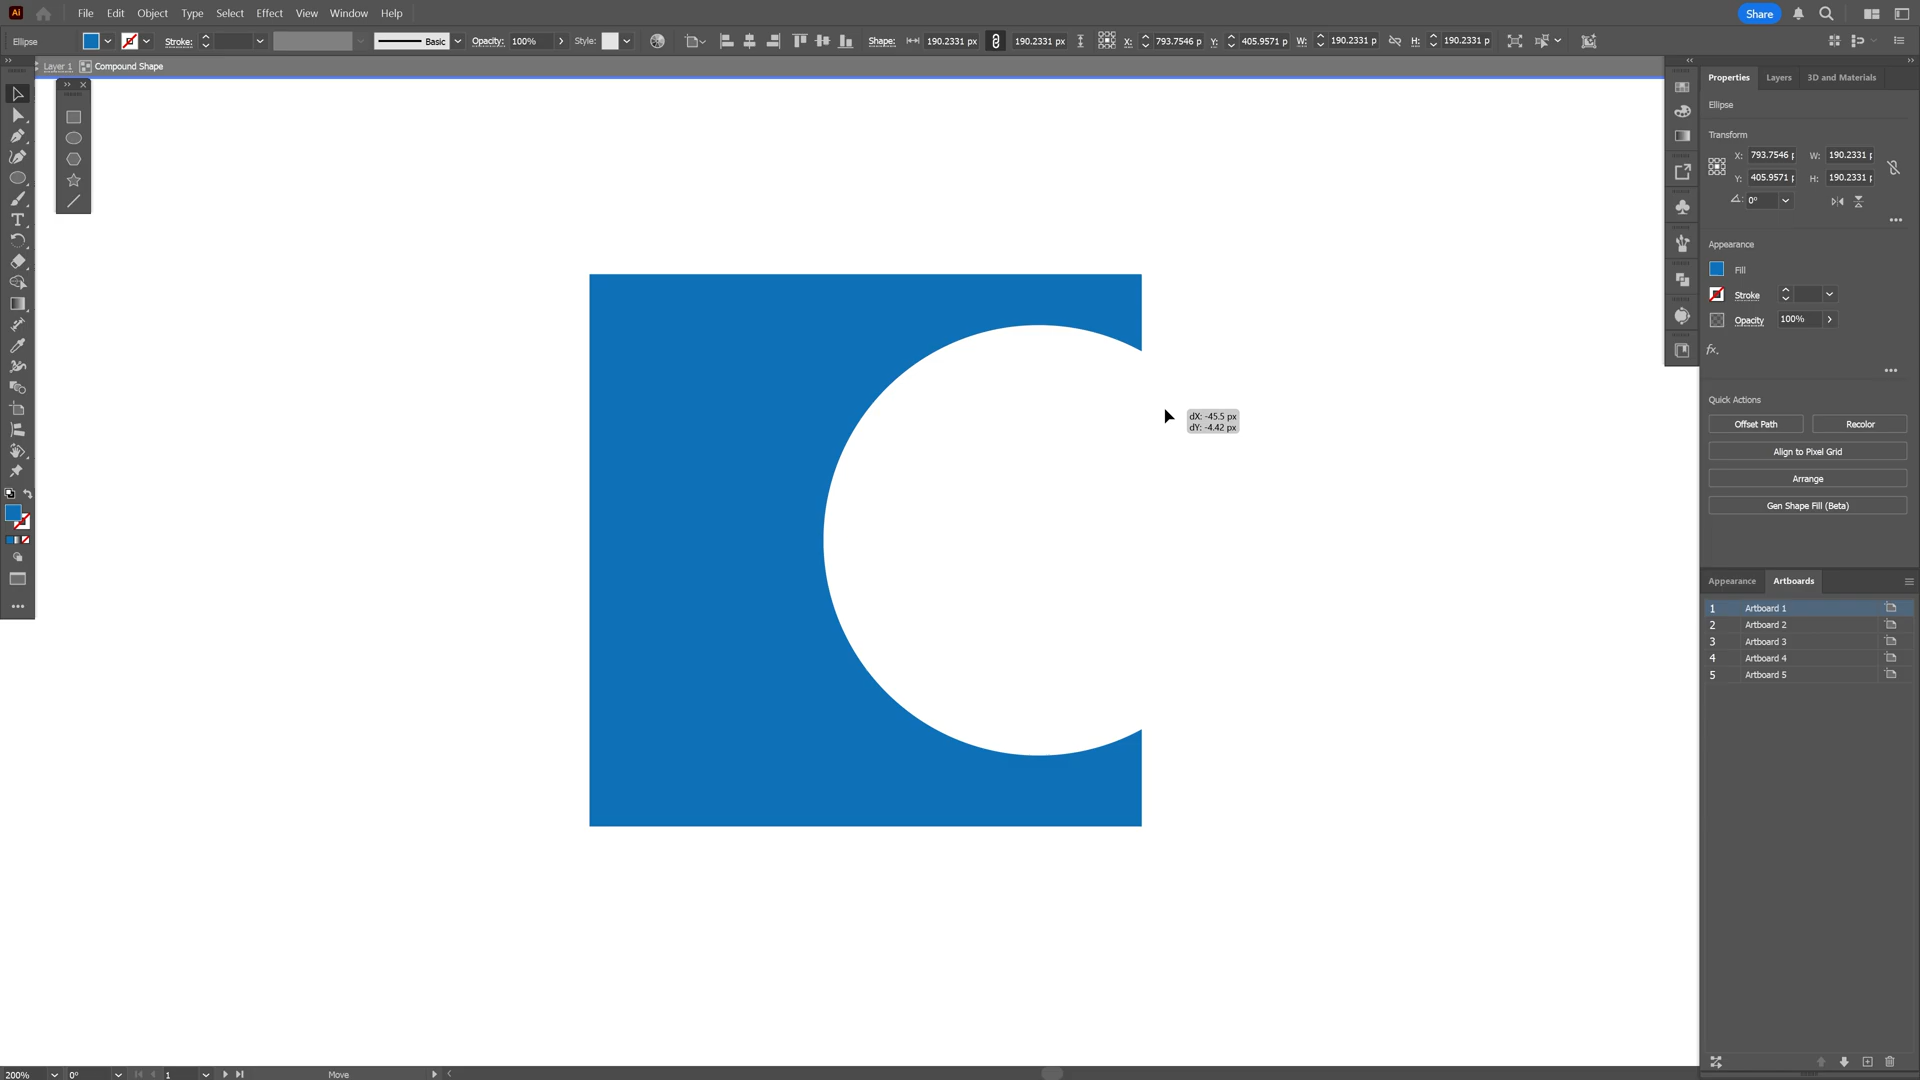 Ai File Edit Object Type Select Effect View Window Help Share
Ellipse Stroke: Basic Opacity: 100% Style: Shape: 190.2331 px 190.2331 px X: 793.7546 p Y: 405.9571 p W: 190.2331 p H: 190.2331 p
Layer 1 Compound Shape
Properties Layers 3D and Materials
Ellipse
Transform
X: 793.7546 p W: 190.2331 p
Y: 405.9571 p H: 190.2331 p
0°
Appearance
Fill
Stroke
Opacity 100%
fx.
Quick Actions
Offset Path Recolor
Align to Pixel Grid
Arrange
Gen Shape Fill (Beta)
dX: -45.5 px
dY: -4.42 px
Appearance Artboards
1 Artboard 1
2 Artboard 2
3 Artboard 3
4 Artboard 4
5 Artboard 5
200% 0° 1 Move